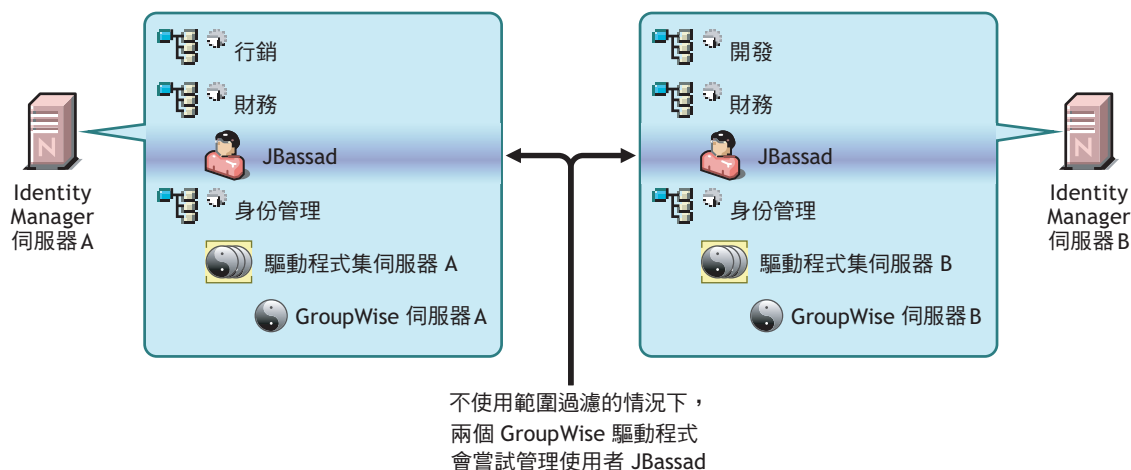 行銷
財務
JBassad
身份管理
驅動程式集伺服器 A
GroupWise 伺服器 A
Identity
Manager
伺服器 A
開發
財務
JBassad
身份管理
驅動程式集伺服器 B
GroupWise 伺服器 B
Identity
Manager
伺服器 B
不使用範圍過濾的情況下，
兩個 GroupWise 驅動程式
會嘗試管理使用者 JBassad